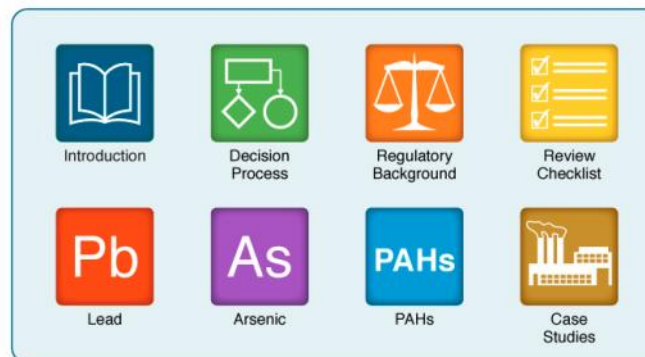 Introduction
Decision
Process
Regulatory
Background
Review
Checklist
Pb
As
PAHs
Lead
Arsenic
PAHs
Case
Studies